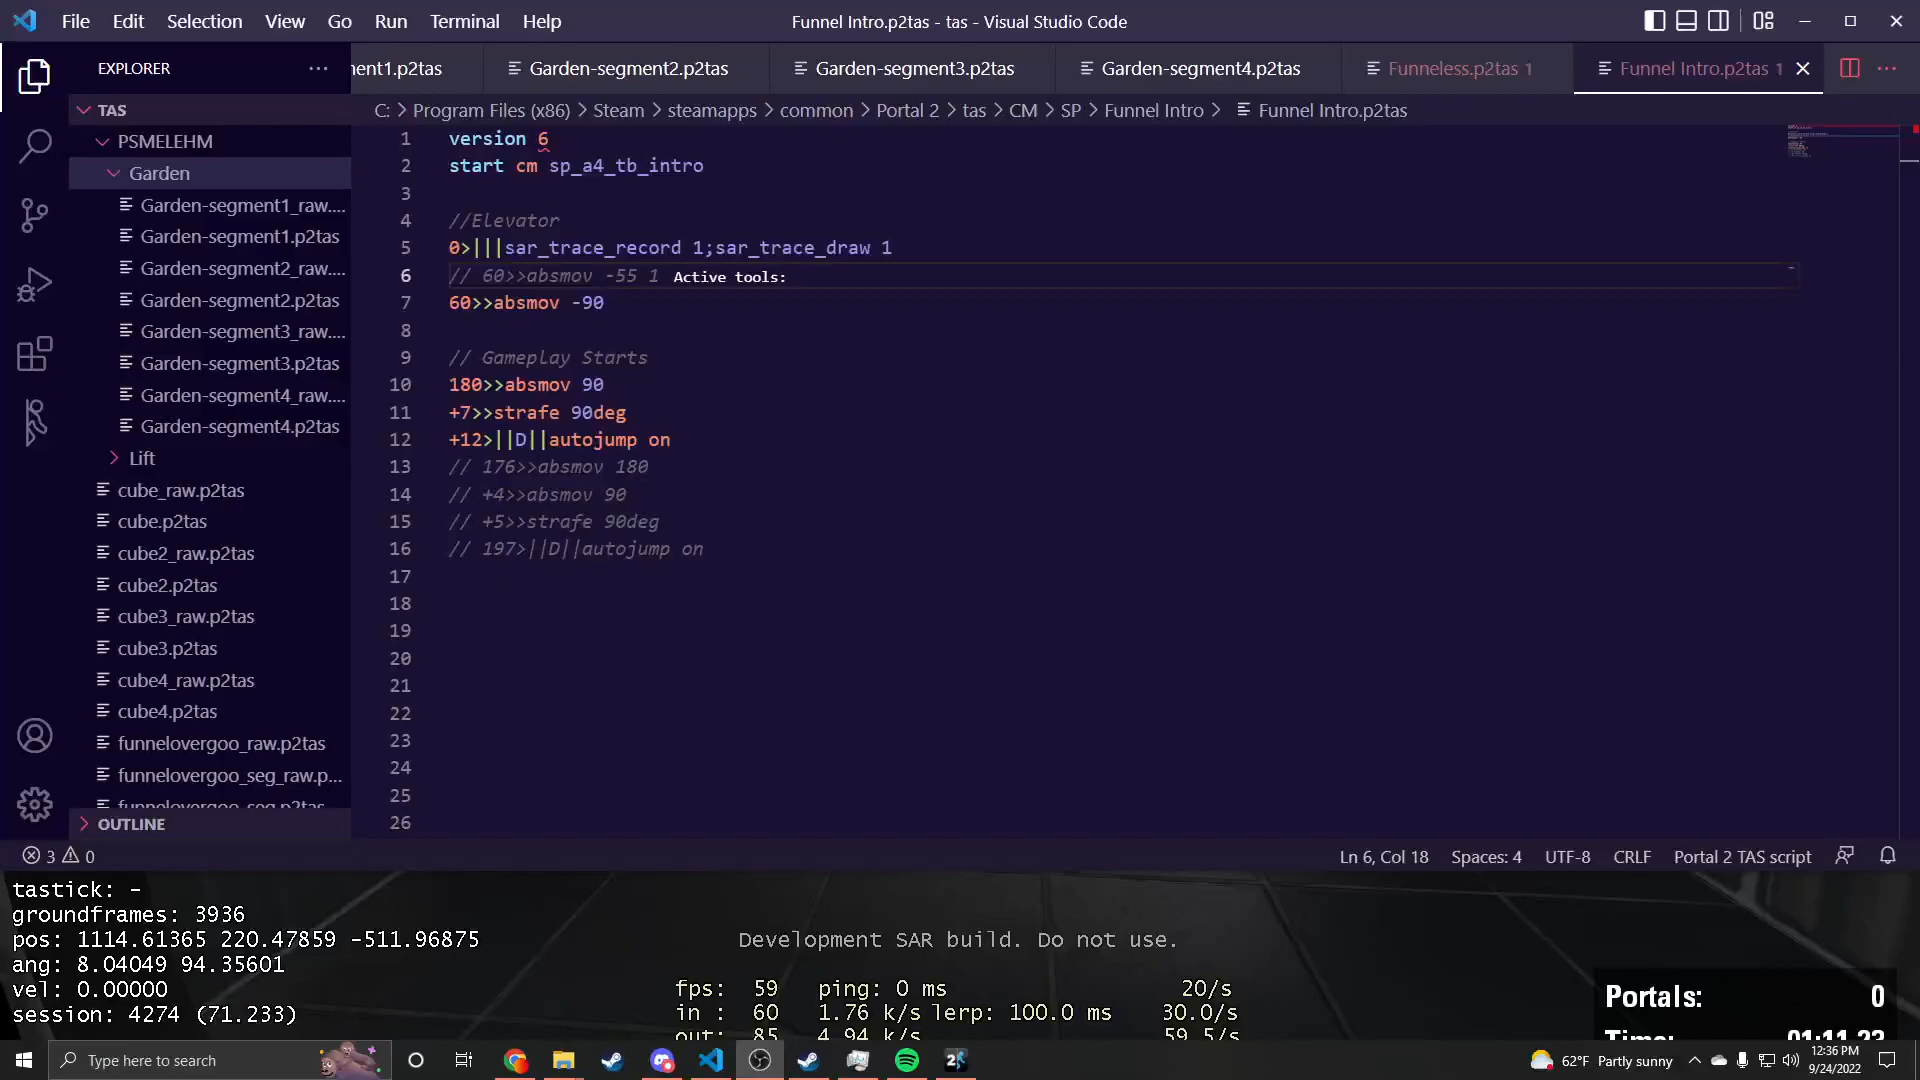 File Edit Selection View Go Run Terminal Help
Funnel Intro.p2tas - tas - Visual Studio Code
EXPLORER
ent1.p2tas
Garden-segment2.p2tas
Garden-segment3.p2tas
Garden-segment4.p2tas
Funneless.p2tas 1
Funnel Intro.p2tas 1
C: > Program Files (x86) > Steam > steamapps > common > Portal 2 > tas > CM > SP > Funnel Intro > Funnel Intro.p2tas
TAS
PSMELEHM
Garden
Garden-segment1_raw....
Garden-segment1.p2tas
Garden-segment2_raw....
Garden-segment2.p2tas
Garden-segment3_raw....
Garden-segment3.p2tas
Garden-segment4_raw....
Garden-segment4.p2tas
Lift
cube_raw.p2tas
cube.p2tas
cube2_raw.p2tas
cube2.p2tas
cube3_raw.p2tas
cube3.p2tas
cube4_raw.p2tas
cube4.p2tas
funnelovergoo_raw.p2tas
funnelovergoo_seg_raw.p...
funnelovergoo_seg.p2tas
OUTLINE
1 version 6
2 start cm sp_a4_tb_intro
3
4 //Elevator
5 0>|||sar_trace_record 1;sar_trace_draw 1
6 // 60>>absmov -55 1 Active tools:
7 60>>absmov -90
8
9 // Gameplay Starts
10 180>>absmov 90
11 +7>>strafe 90deg
12 +12>||D||autojump on
13 // 176>>absmov 180
14 // +4>>absmov 90
15 // +5>>strafe 90deg
16 // 197>||D||autojump on
17
18
19
20
21
22
23
24
25
26
3 0
Ln 6, Col 18 Spaces: 4 UTF-8 CRLF Portal 2 TAS script
tastick: -
groundframes: 3936
pos: 1114.61365 220.47859 -511.96875
ang: 8.04049 94.35601
vel: 0.00000
session: 4274 (71.233)
Development SAR build. Do not use.
fps: 59 ping: 0 ms 20/s
in : 60 1.76 k/s lerp: 100.0 ms 30.0/s
out: 85 4.94 k/s 59.5/s
Portals: 0
Time: 01:11.23
Type here to search
62°F Partly sunny
12:36 PM
9/24/2022